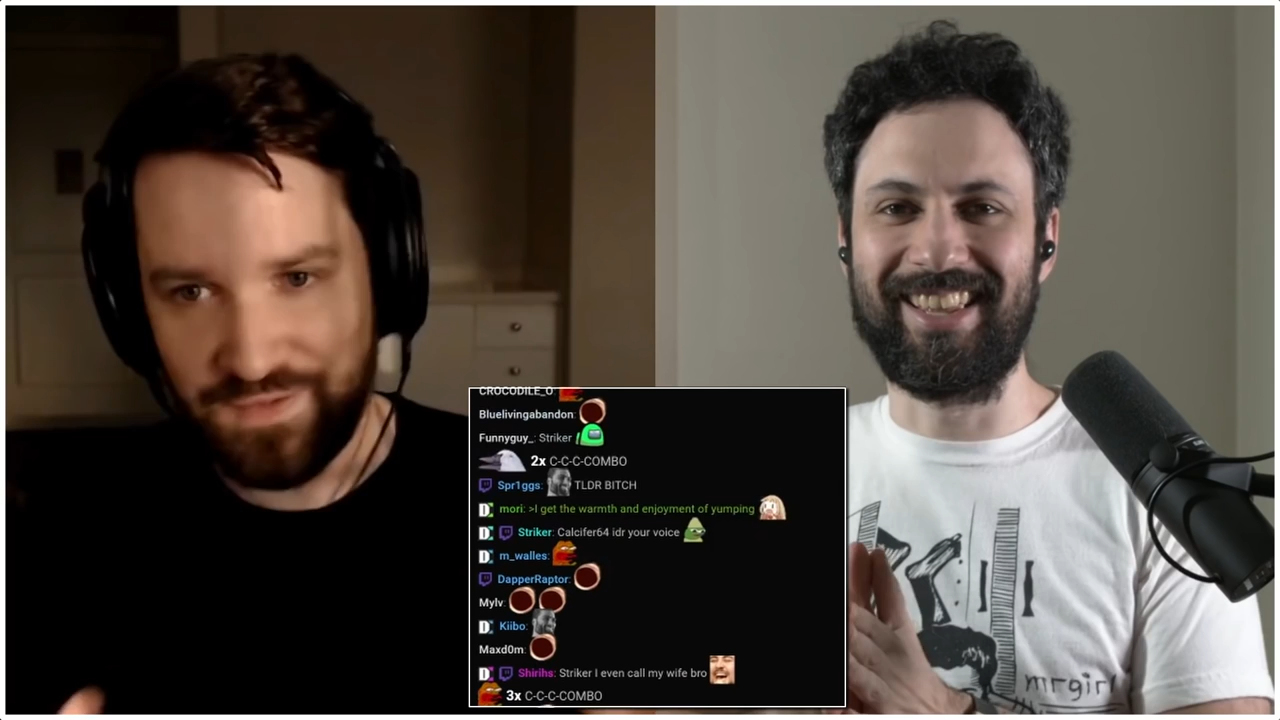 CROCODILE_O:
Bluelivingabandon:
Funnyguy_: Striker
2x C-C-C-COMBO
Spr1ggs: TLDR BITCH
mori: >I get the warmth and enjoyment of yumping
Striker: Calcifer64 idr your voice
m_walles:
DapperRaptor:
Mylv:
Kiibo:
Maxd0m:
Shirihs: Striker I even call my wife bro
3x C-C-C-COMBO
mrgirl